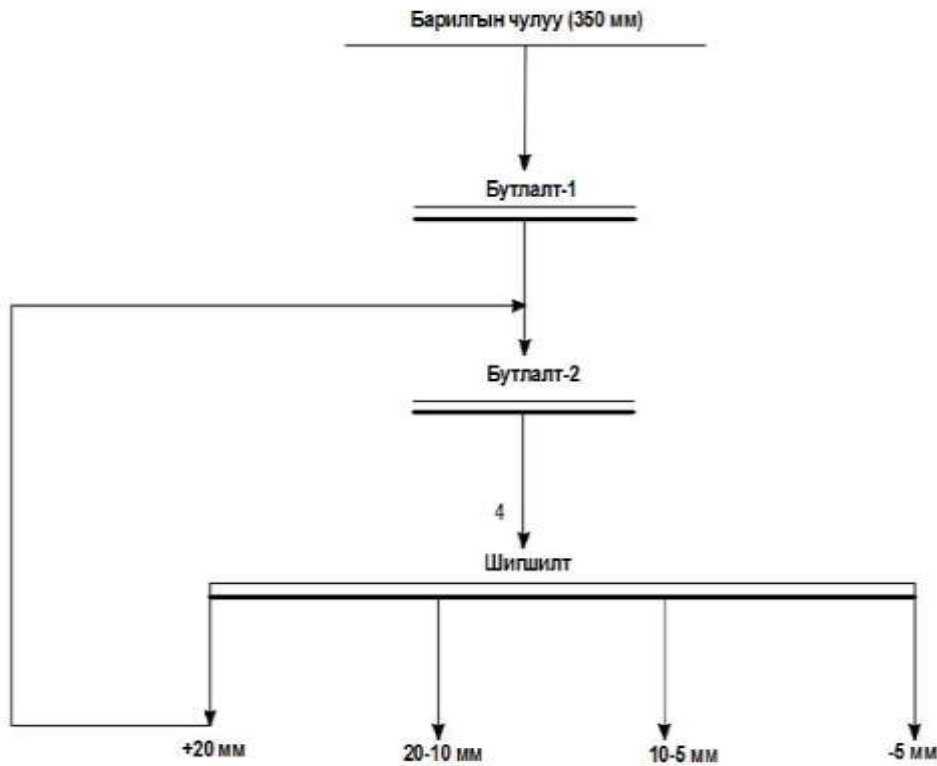 Барилгын чулуу (350 мм)
Бутлалт-1
Бутлалт-2
4
Шигшилт
+20 мм
20-10 мм
10-5 мм
-5 мм